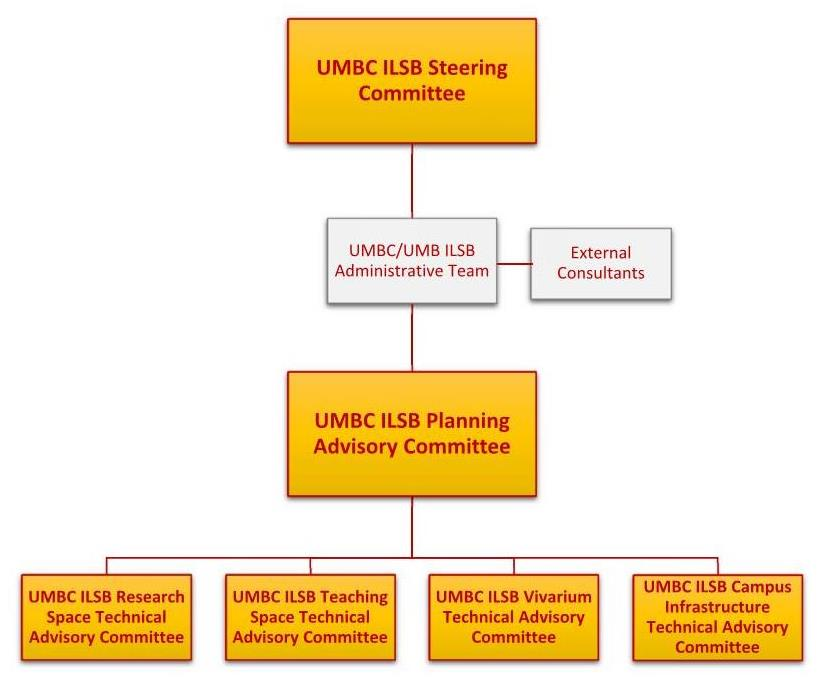 UMBC ILSB Steering
Committee
UMBC/UMB ILSB
Administrative Team
External
Consultants
UMBC ILSB Planning
Advisory Committee
UMBC ILSB Research
Space Technical
Advisory Committee
UMBC ILSB Teaching
Space Technical
Advisory Committee
UMBC ILSB Vivarium
Technical Advisory
Committee
UMBC ILSB Campus
Infrastructure
Technical Advisory
Committee